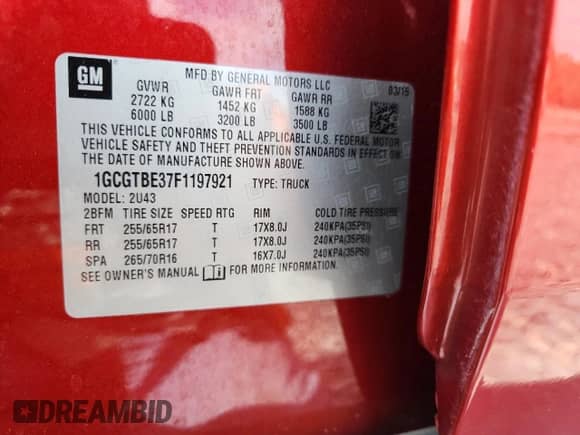 GM
MFD BY GENERAL MOTORS LLC
03/15
GVWR GAWR FRT GAWR RR
2722 KG 1452 KG 1588 KG
6000 LB 3200 LB 3500 LB
THIS VEHICLE CONFORMS TO ALL APPLICABLE U.S. FEDERAL MOTOR
VEHICLE SAFETY AND THEFT PREVENTION STANDARDS IN EFFECT ON
THE DATE OF MANUFACTURE SHOWN ABOVE.
1GCGTBE37F1197921 TYPE: TRUCK
MODEL: 2U43
2BFM TIRE SIZE SPEED RTG RIM COLD TIRE PRESSURE
FRT 255/65R17 T 17X8.0J 240KPA(35PSI)
RR 255/65R17 T 17X8.0J 240KPA(35PSI)
SPA 265/70R16 T 16X7.0J 240KPA(35PSI)
SEE OWNER'S MANUAL FOR MORE INFORMATION
DREAMBID